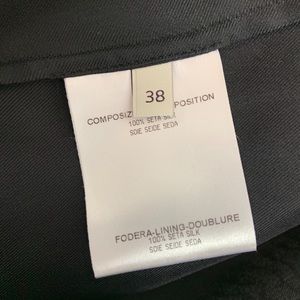 38
COMPOSIZ POSITION
100% SETA SILK
SOIE SEIDE SEDA
FODERA-LINING-DOUBLURE
100% SETA SILK
SOIE SEIDE SEDA